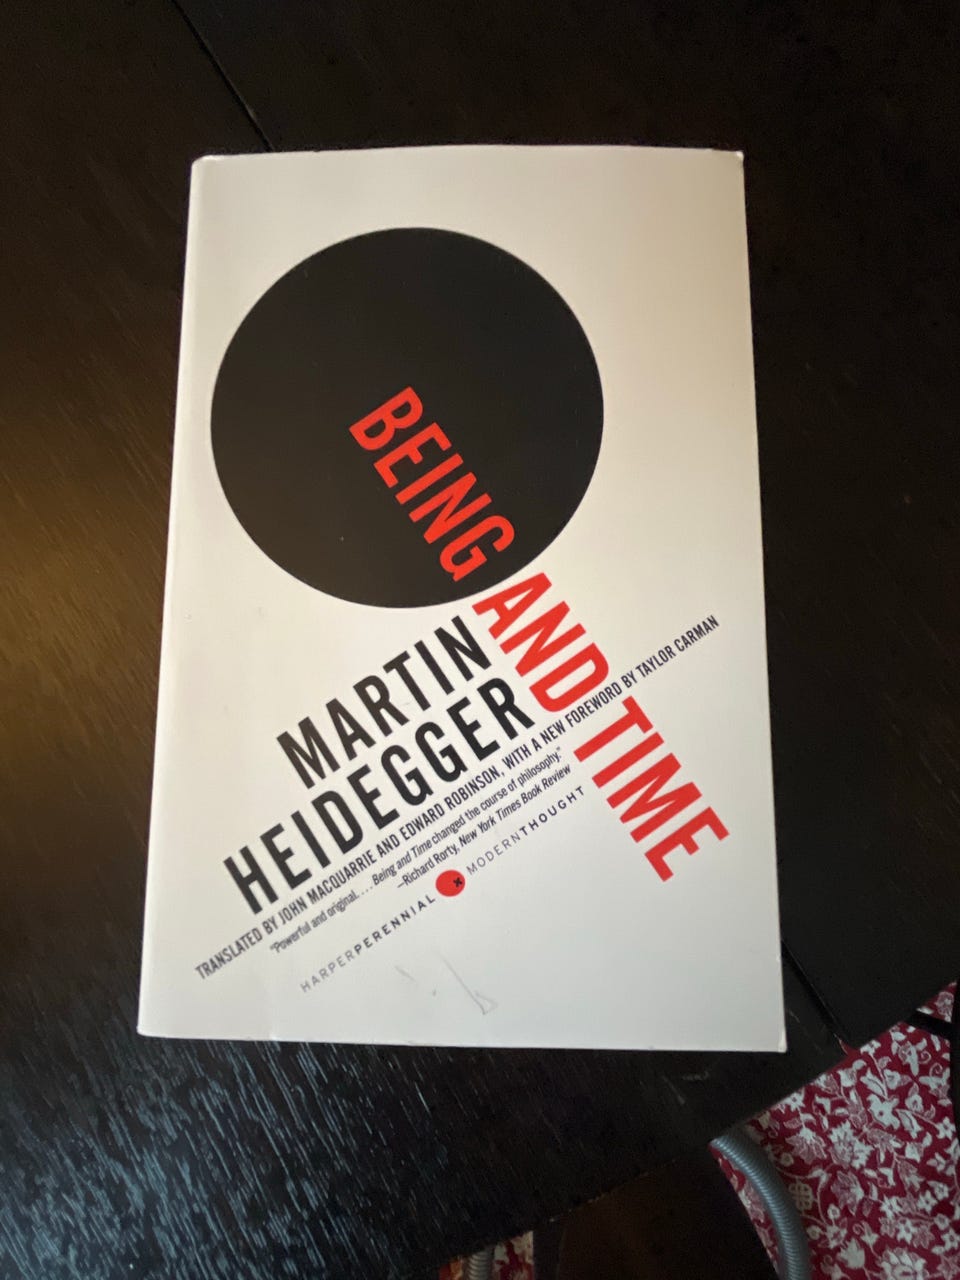 BEING AND TIME
MARTIN
HEIDEGGER
TRANSLATED BY JOHN MACQUARRIE AND EDWARD ROBINSON, WITH A NEW FOREWORD BY TAYLOR CARMAN
"Powerful and original. . . . Being and Time changed the course of philosophy."
—Richard Rorty, New York Times Book Review
HARPERPERENNIAL MODERNTHOUGHT